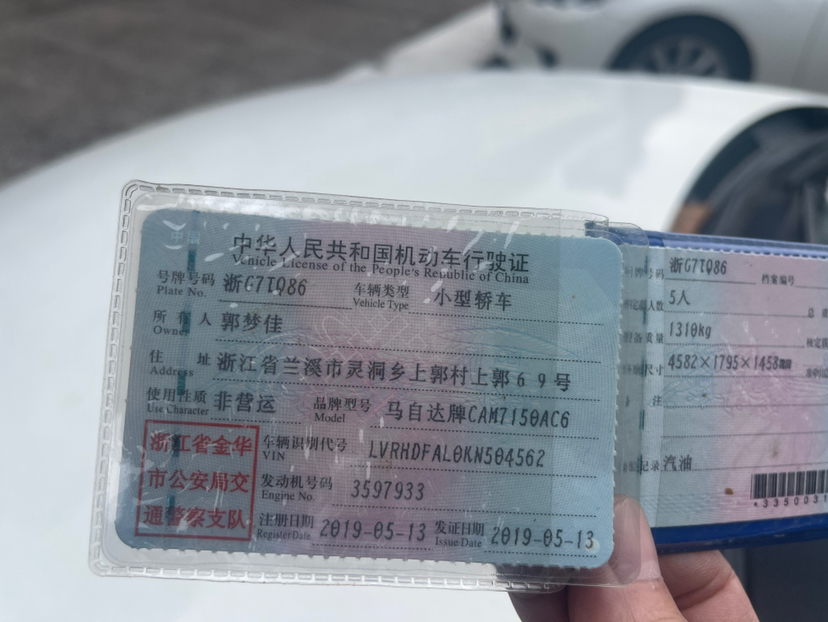 中华人民共和国机动车行驶证
Vehicle License of the People's Republic of China
号牌号码 浙G7TQ86 车辆类型 小型轿车
Plate No. Vehicle Type
所有人 郭梦佳
Owner
住址 浙江省兰溪市灵洞乡上郭村上郭69号
Address
使用性质 非营运 品牌型号 马自达牌CAM7150AC6
Use Character Model
浙江省金华
市公安局交
通警察支队
车辆识别代号 LVRHDFAL0KN504562
VIN
发动机号码 3597933
Engine No.
注册日期 2019-05-13 发证日期 2019-05-13
Register Date Issue Date
号牌号码 浙G7TQ86 档案编号
5人
1310kg
4582×1795×1458mm
汽油